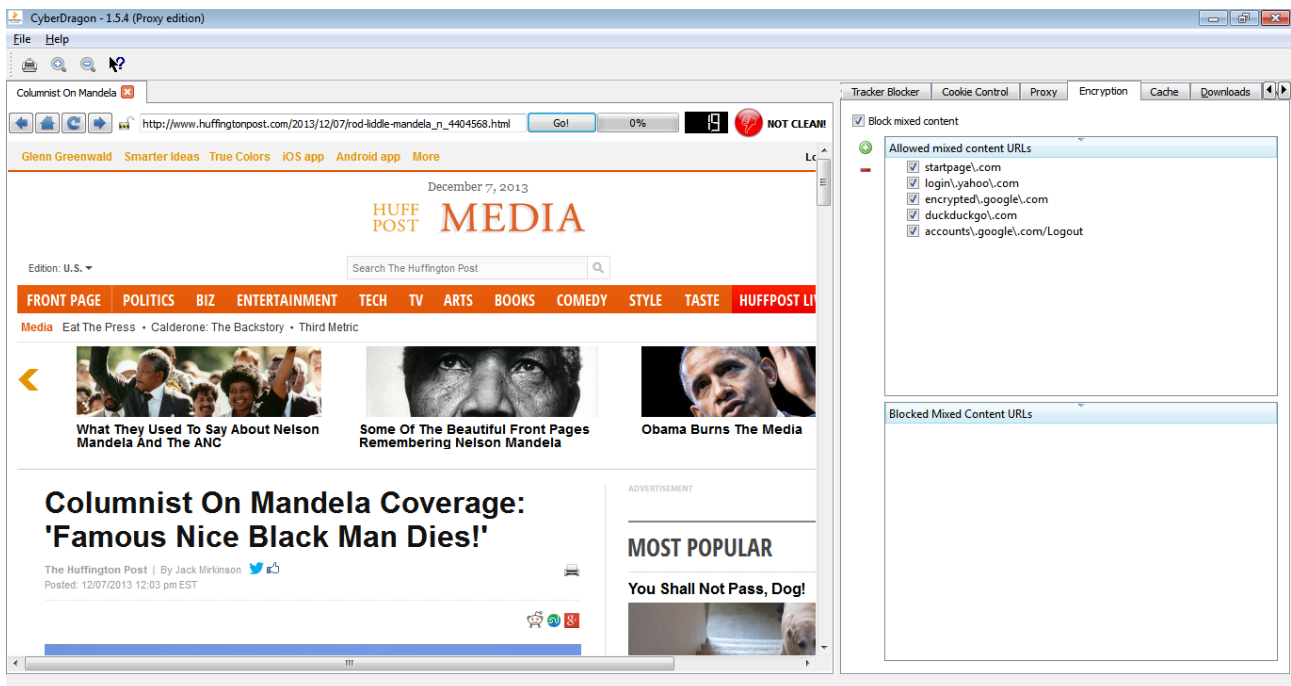 CyberDragon - 1.5.4 (Proxy edition)
File Help
Columnist On Mandela
http://www.huffingtonpost.com/2013/12/07/rod-liddle-mandela_n_4404568.html Go! 0% 19 NOT CLEAN!
Glenn Greenwald Smarter Ideas True Colors iOS app Android app More
December 7, 2013
HUFF
POST MEDIA
Edition: U.S. Search The Huffington Post
FRONT PAGE POLITICS BIZ ENTERTAINMENT TECH TV ARTS BOOKS COMEDY STYLE TASTE HUFFPOST LI
Media Eat The Press • Calderone: The Backstory • Third Metric
What They Used To Say About Nelson
Mandela And The ANC
Some Of The Beautiful Front Pages
Remembering Nelson Mandela
Obama Burns The Media
Columnist On Mandela Coverage:
'Famous Nice Black Man Dies!'
The Huffington Post | By Jack Mirkinson
Posted: 12/07/2013 12:03 pm EST
ADVERTISEMENT
MOST POPULAR
You Shall Not Pass, Dog!
Tracker Blocker Cookie Control Proxy Encryption Cache Downloads
Block mixed content
Allowed mixed content URLs
startpage\.com
login\.yahoo\.com
encrypted\.google\.com
duckduckgo\.com
accounts\.google\.com/Logout
Blocked Mixed Content URLs